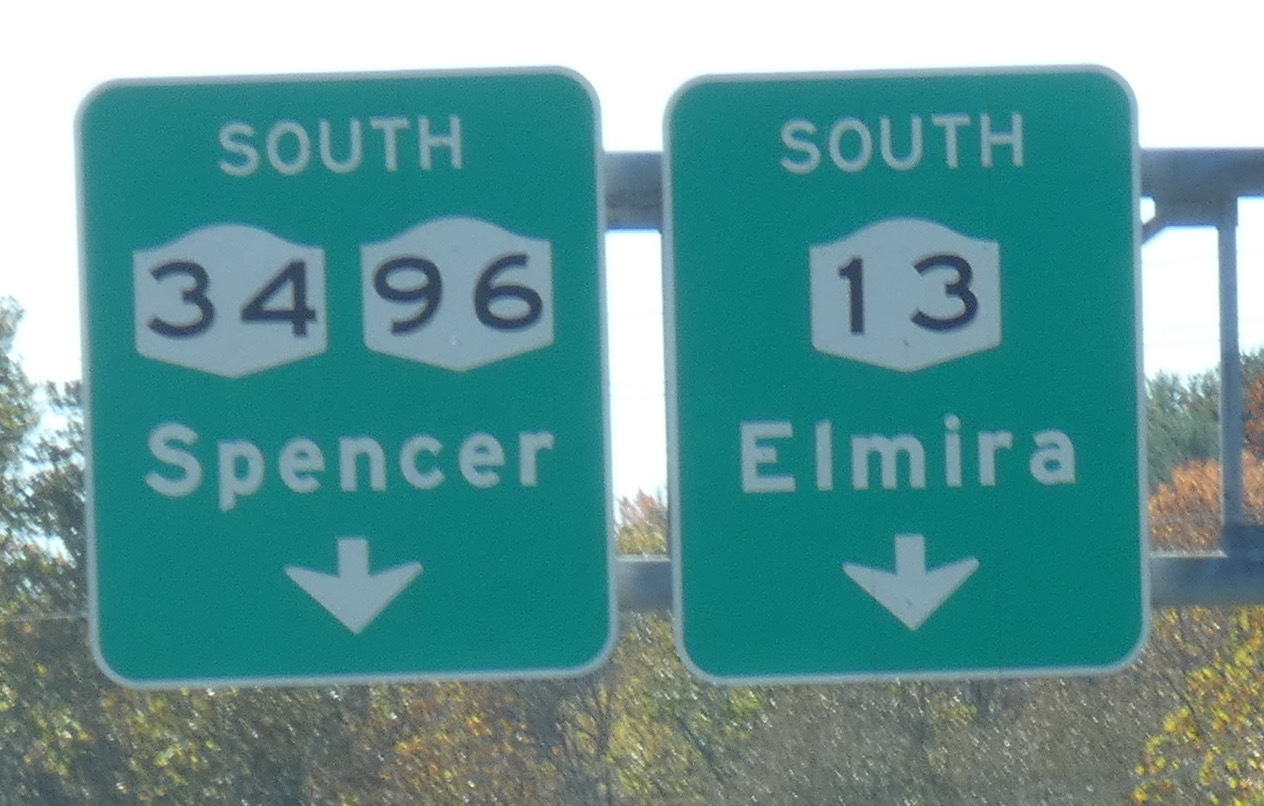 SOUTH
34 96
Spencer
SOUTH
13
Elmira